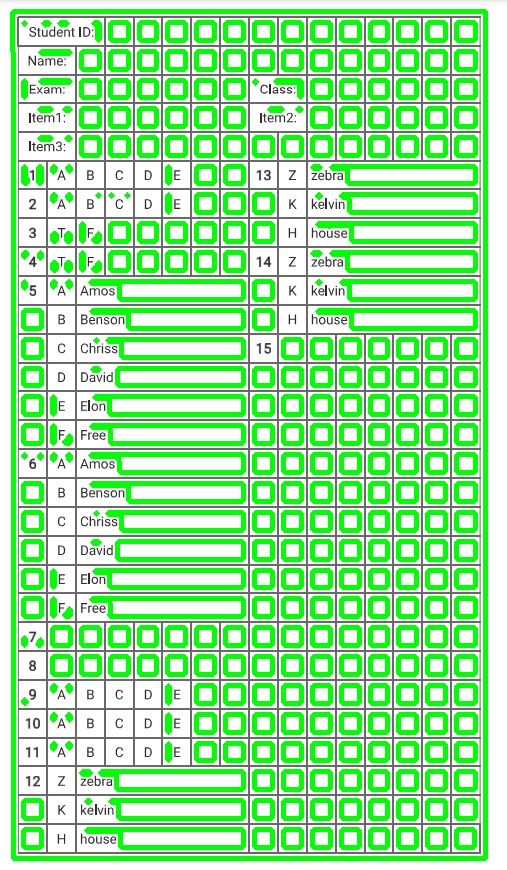 Student ID:
Name:
Exam: Class:
Item1: Item2:
Item3:
1 A B C D E 13 Z zebra
2 A B C D E K kelvin
3 T F H house
4 T F 14 Z zebra
5 A Amos K kelvin
B Benson H house
C Chriss 15
D David
E Elon
F Free
6 A Amos
B Benson
C Chriss
D David
E Elon
F Free
7
8
9 A B C D E
10 A B C D E
11 A B C D E
12 Z zebra
K kelvin
H house